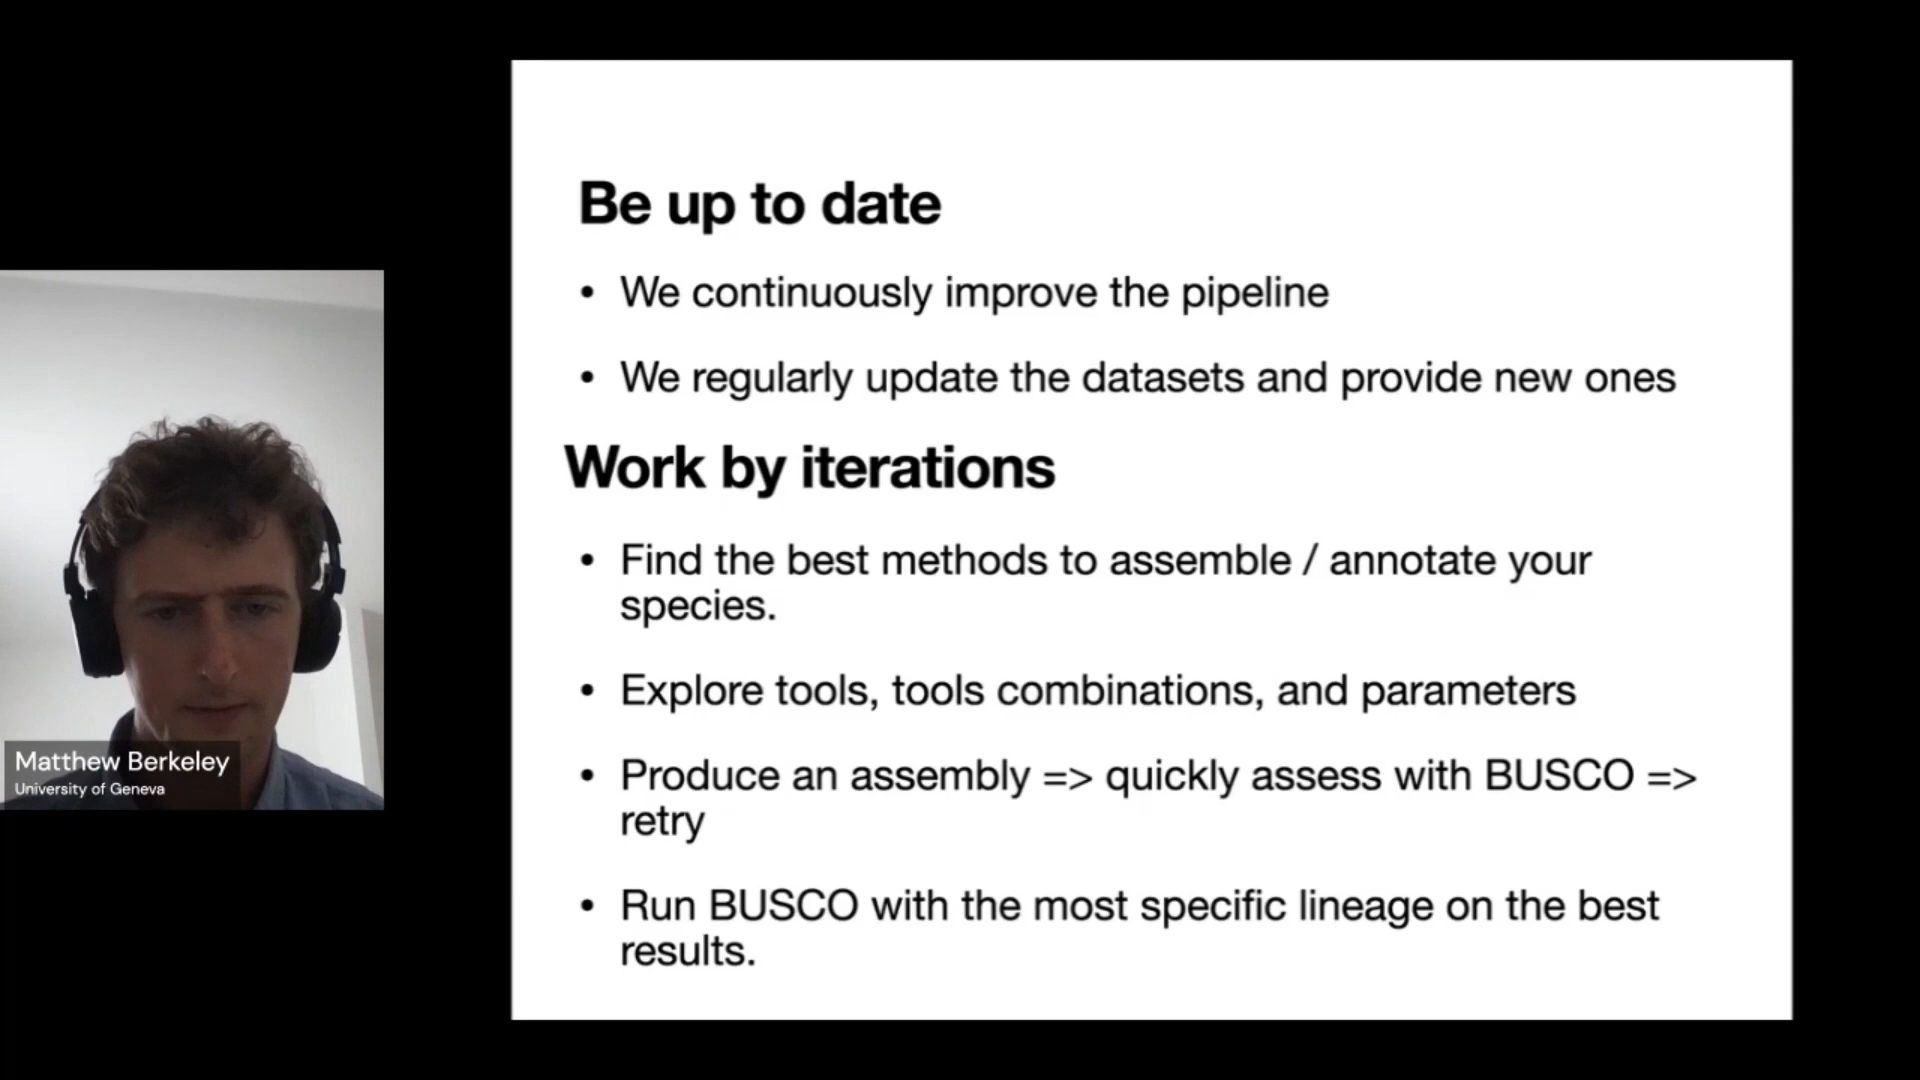 Be up to date
• We continuously improve the pipeline
• We regularly update the datasets and provide new ones
Work by iterations
• Find the best methods to assemble / annotate your
species.
• Explore tools, tools combinations, and parameters
• Produce an assembly => quickly assess with BUSCO =>
retry
• Run BUSCO with the most specific lineage on the best
results.
Matthew Berkeley
University of Geneva